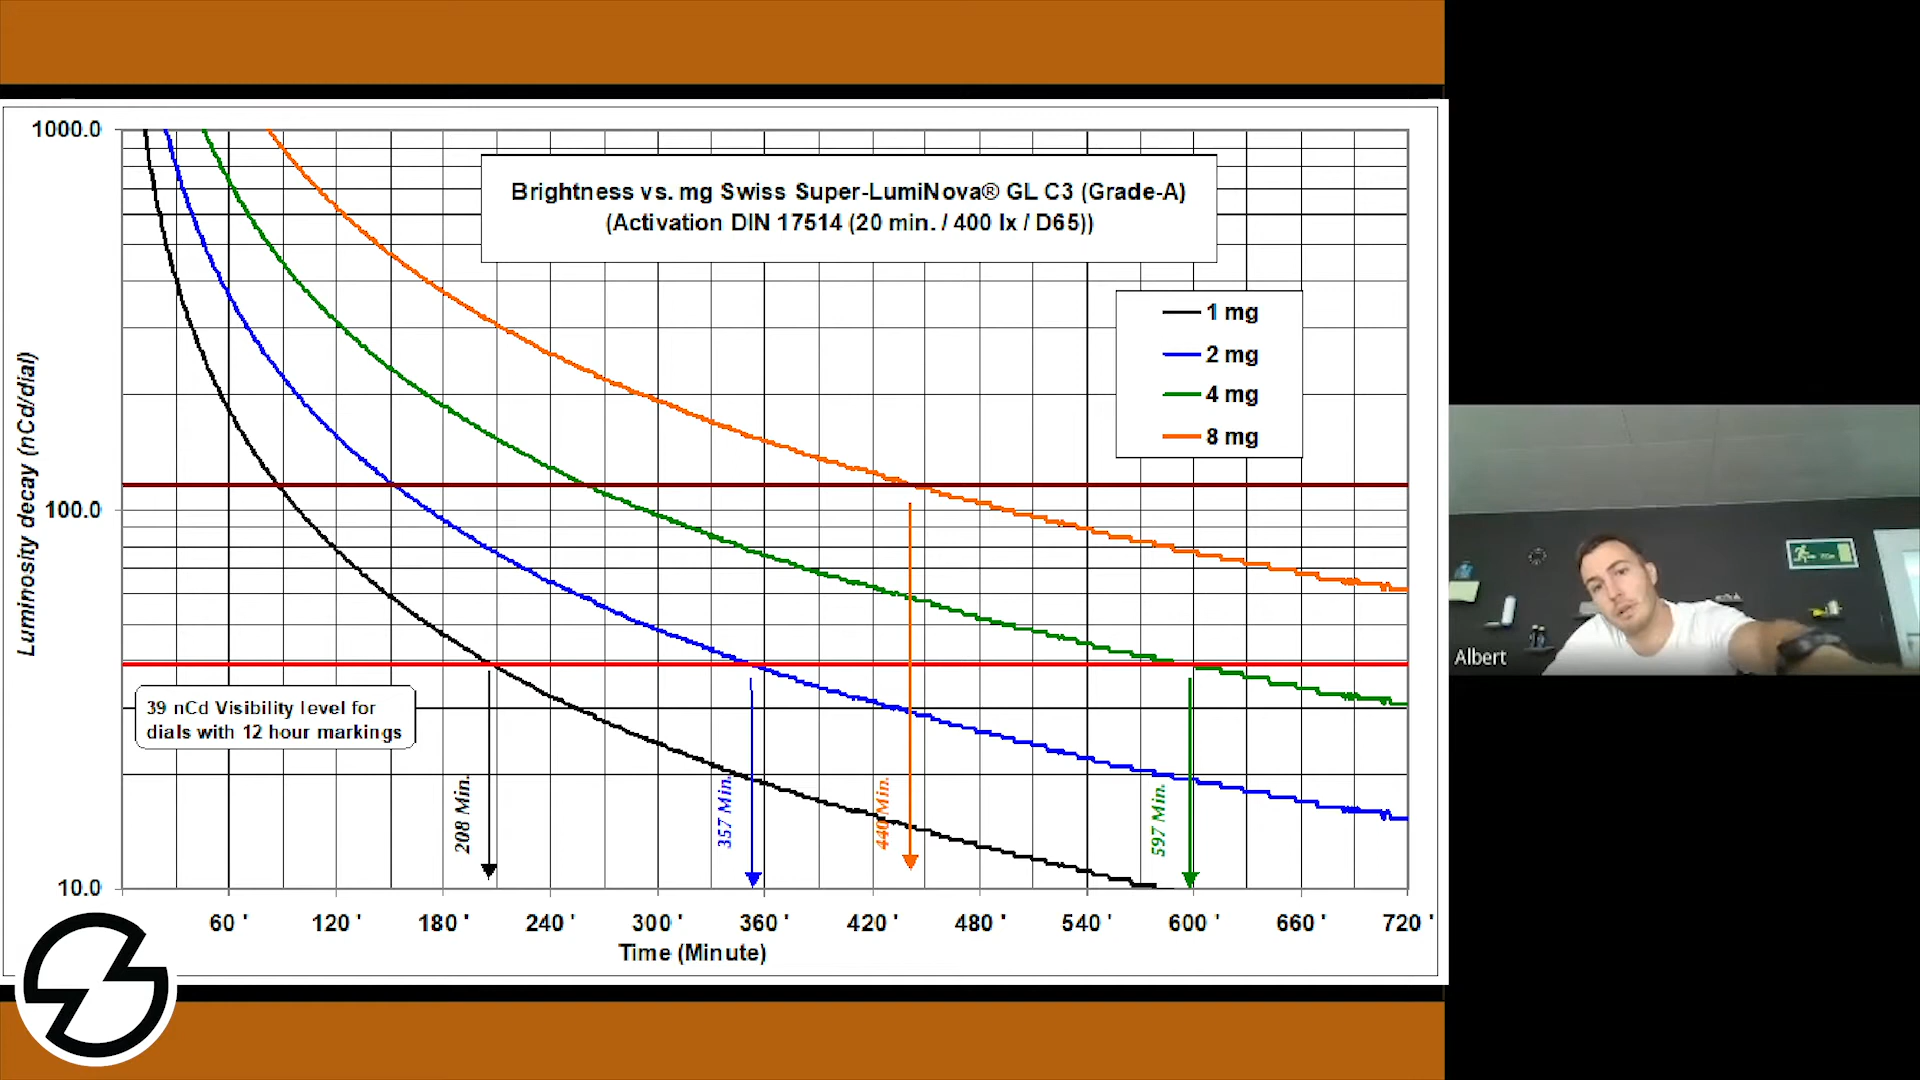 1000.0
Brightness vs. mg Swiss Super-LumiNova® GL C3 (Grade-A)
(Activation DIN 17514 (20 min. / 400 lx / D65))
1 mg
2 mg
4 mg
8 mg
Luminosity decay (nCd/dial)
100.0
39 nCd Visibility level for
dials with 12 hour markings
208 Min.
357 Min.
440 Min.
597 Min.
10.0
60 ' 120 ' 180 ' 240 ' 300 ' 360 ' 420 ' 480 ' 540 ' 600 ' 660 ' 720 '
Time (Minute)
Albert